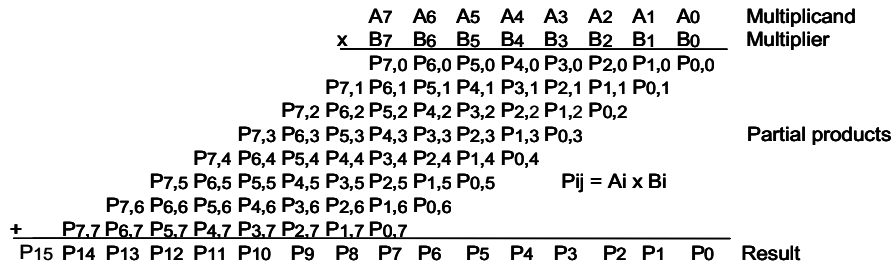 A7 A6 A5 A4 A3 A2 A1 A0 Multiplicand
x B7 B6 B5 B4 B3 B2 B1 B0 Multiplier
P7,0 P6,0 P5,0 P4,0 P3,0 P2,0 P1,0 P0,0
P7,1 P6,1 P5,1 P4,1 P3,1 P2,1 P1,1 P0,1
P7,2 P6,2 P5,2 P4,2 P3,2 P2,2 P1,2 P0,2
P7,3 P6,3 P5,3 P4,3 P3,3 P2,3 P1,3 P0,3 Partial products
P7,4 P6,4 P5,4 P4,4 P3,4 P2,4 P1,4 P0,4
P7,5 P6,5 P5,5 P4,5 P3,5 P2,5 P1,5 P0,5 Pij = Ai x Bi
P7,6 P6,6 P5,6 P4,6 P3,6 P2,6 P1,6 P0,6
+ P7,7 P6,7 P5,7 P4,7 P3,7 P2,7 P1,7 P0,7
P15 P14 P13 P12 P11 P10 P9 P8 P7 P6 P5 P4 P3 P2 P1 P0 Result